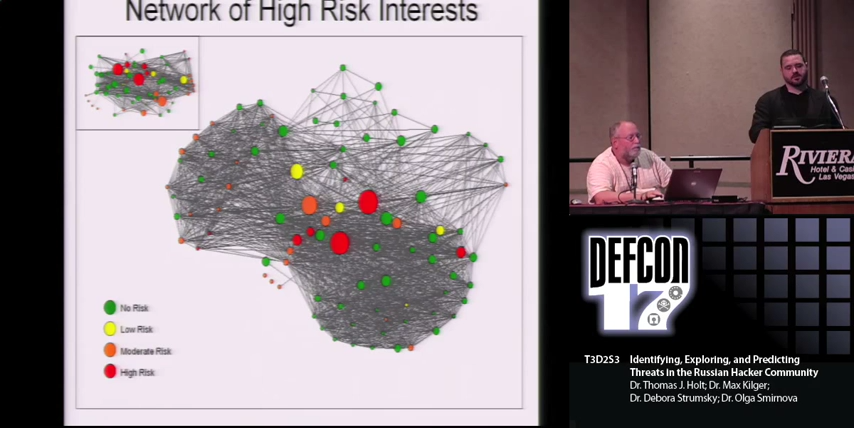 Network of High Risk Interests
No Risk
Low Risk
Moderate Risk
High Risk
RIVIERA
Hotel & Cas
Las Vegas
DEFCON
17
T3D2S3 Identifying, Exploring, and Predicting
Threats in the Russian Hacker Community
Dr. Thomas J. Holt; Dr. Max Kilger;
Dr. Debora Strumsky; Dr. Olga Smirnova